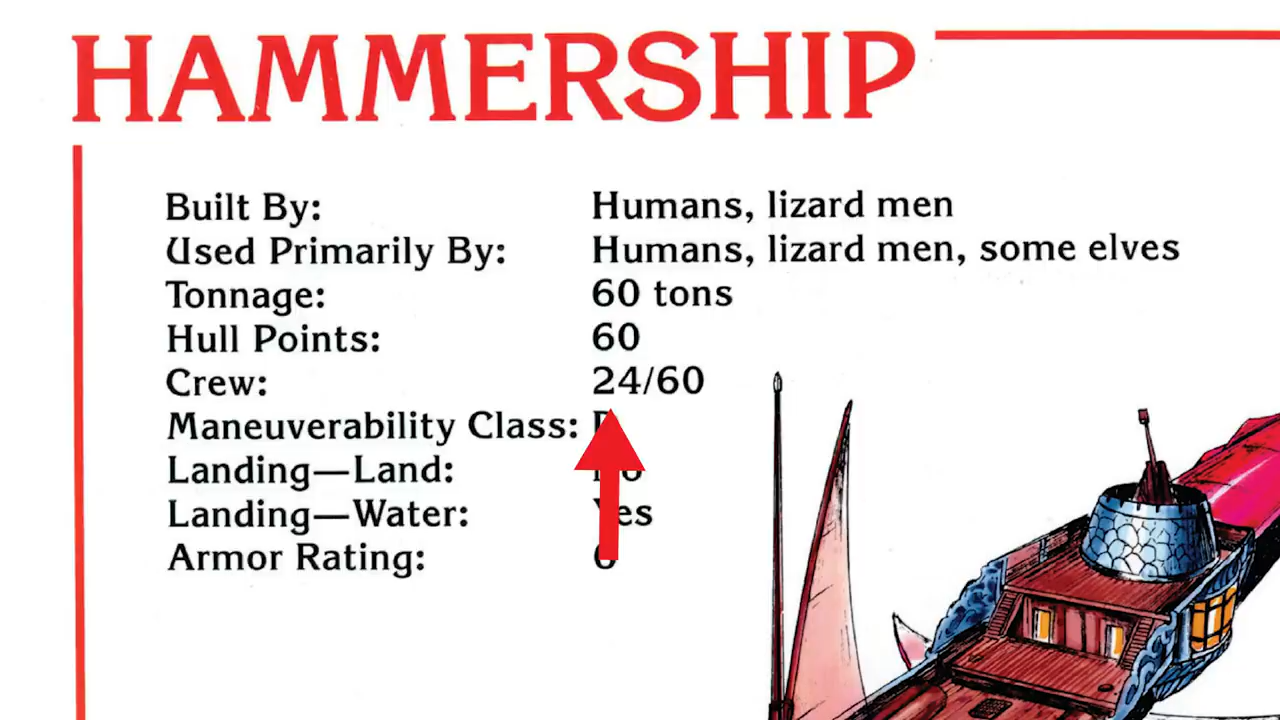 HAMMERSHIP
Built By: Humans, lizard men
Used Primarily By: Humans, lizard men, some elves
Tonnage: 60 tons
Hull Points: 60
Crew: 24/60
Maneuverability Class:
Landing—Land:
Landing—Water: Yes
Armor Rating: